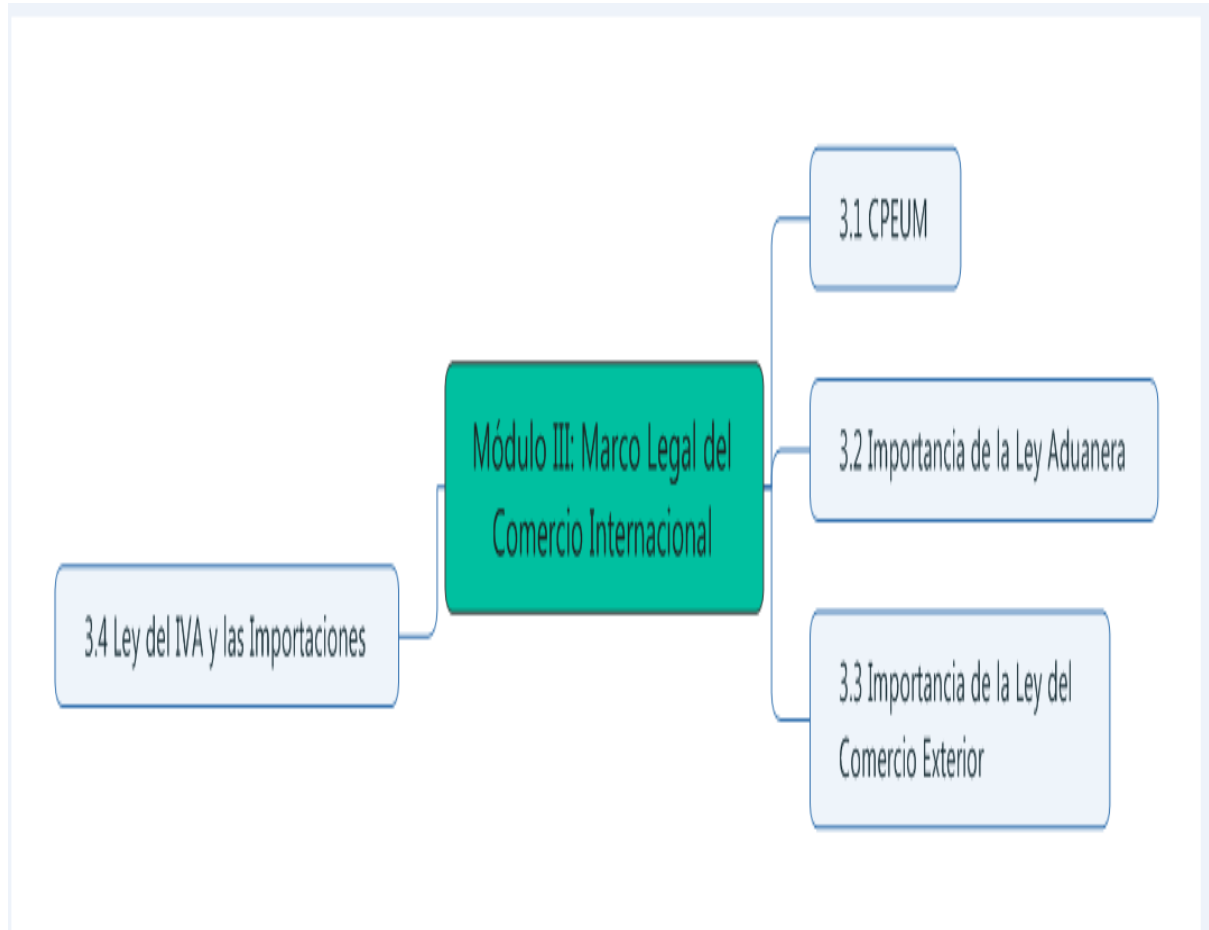 Módulo III: Marco Legal del
Comercio Internacional
3.1 CPEUM
3.2 Importancia de la Ley Aduanera
3.3 Importancia de la Ley del
Comercio Exterior
3.4 Ley del IVA y las Importaciones